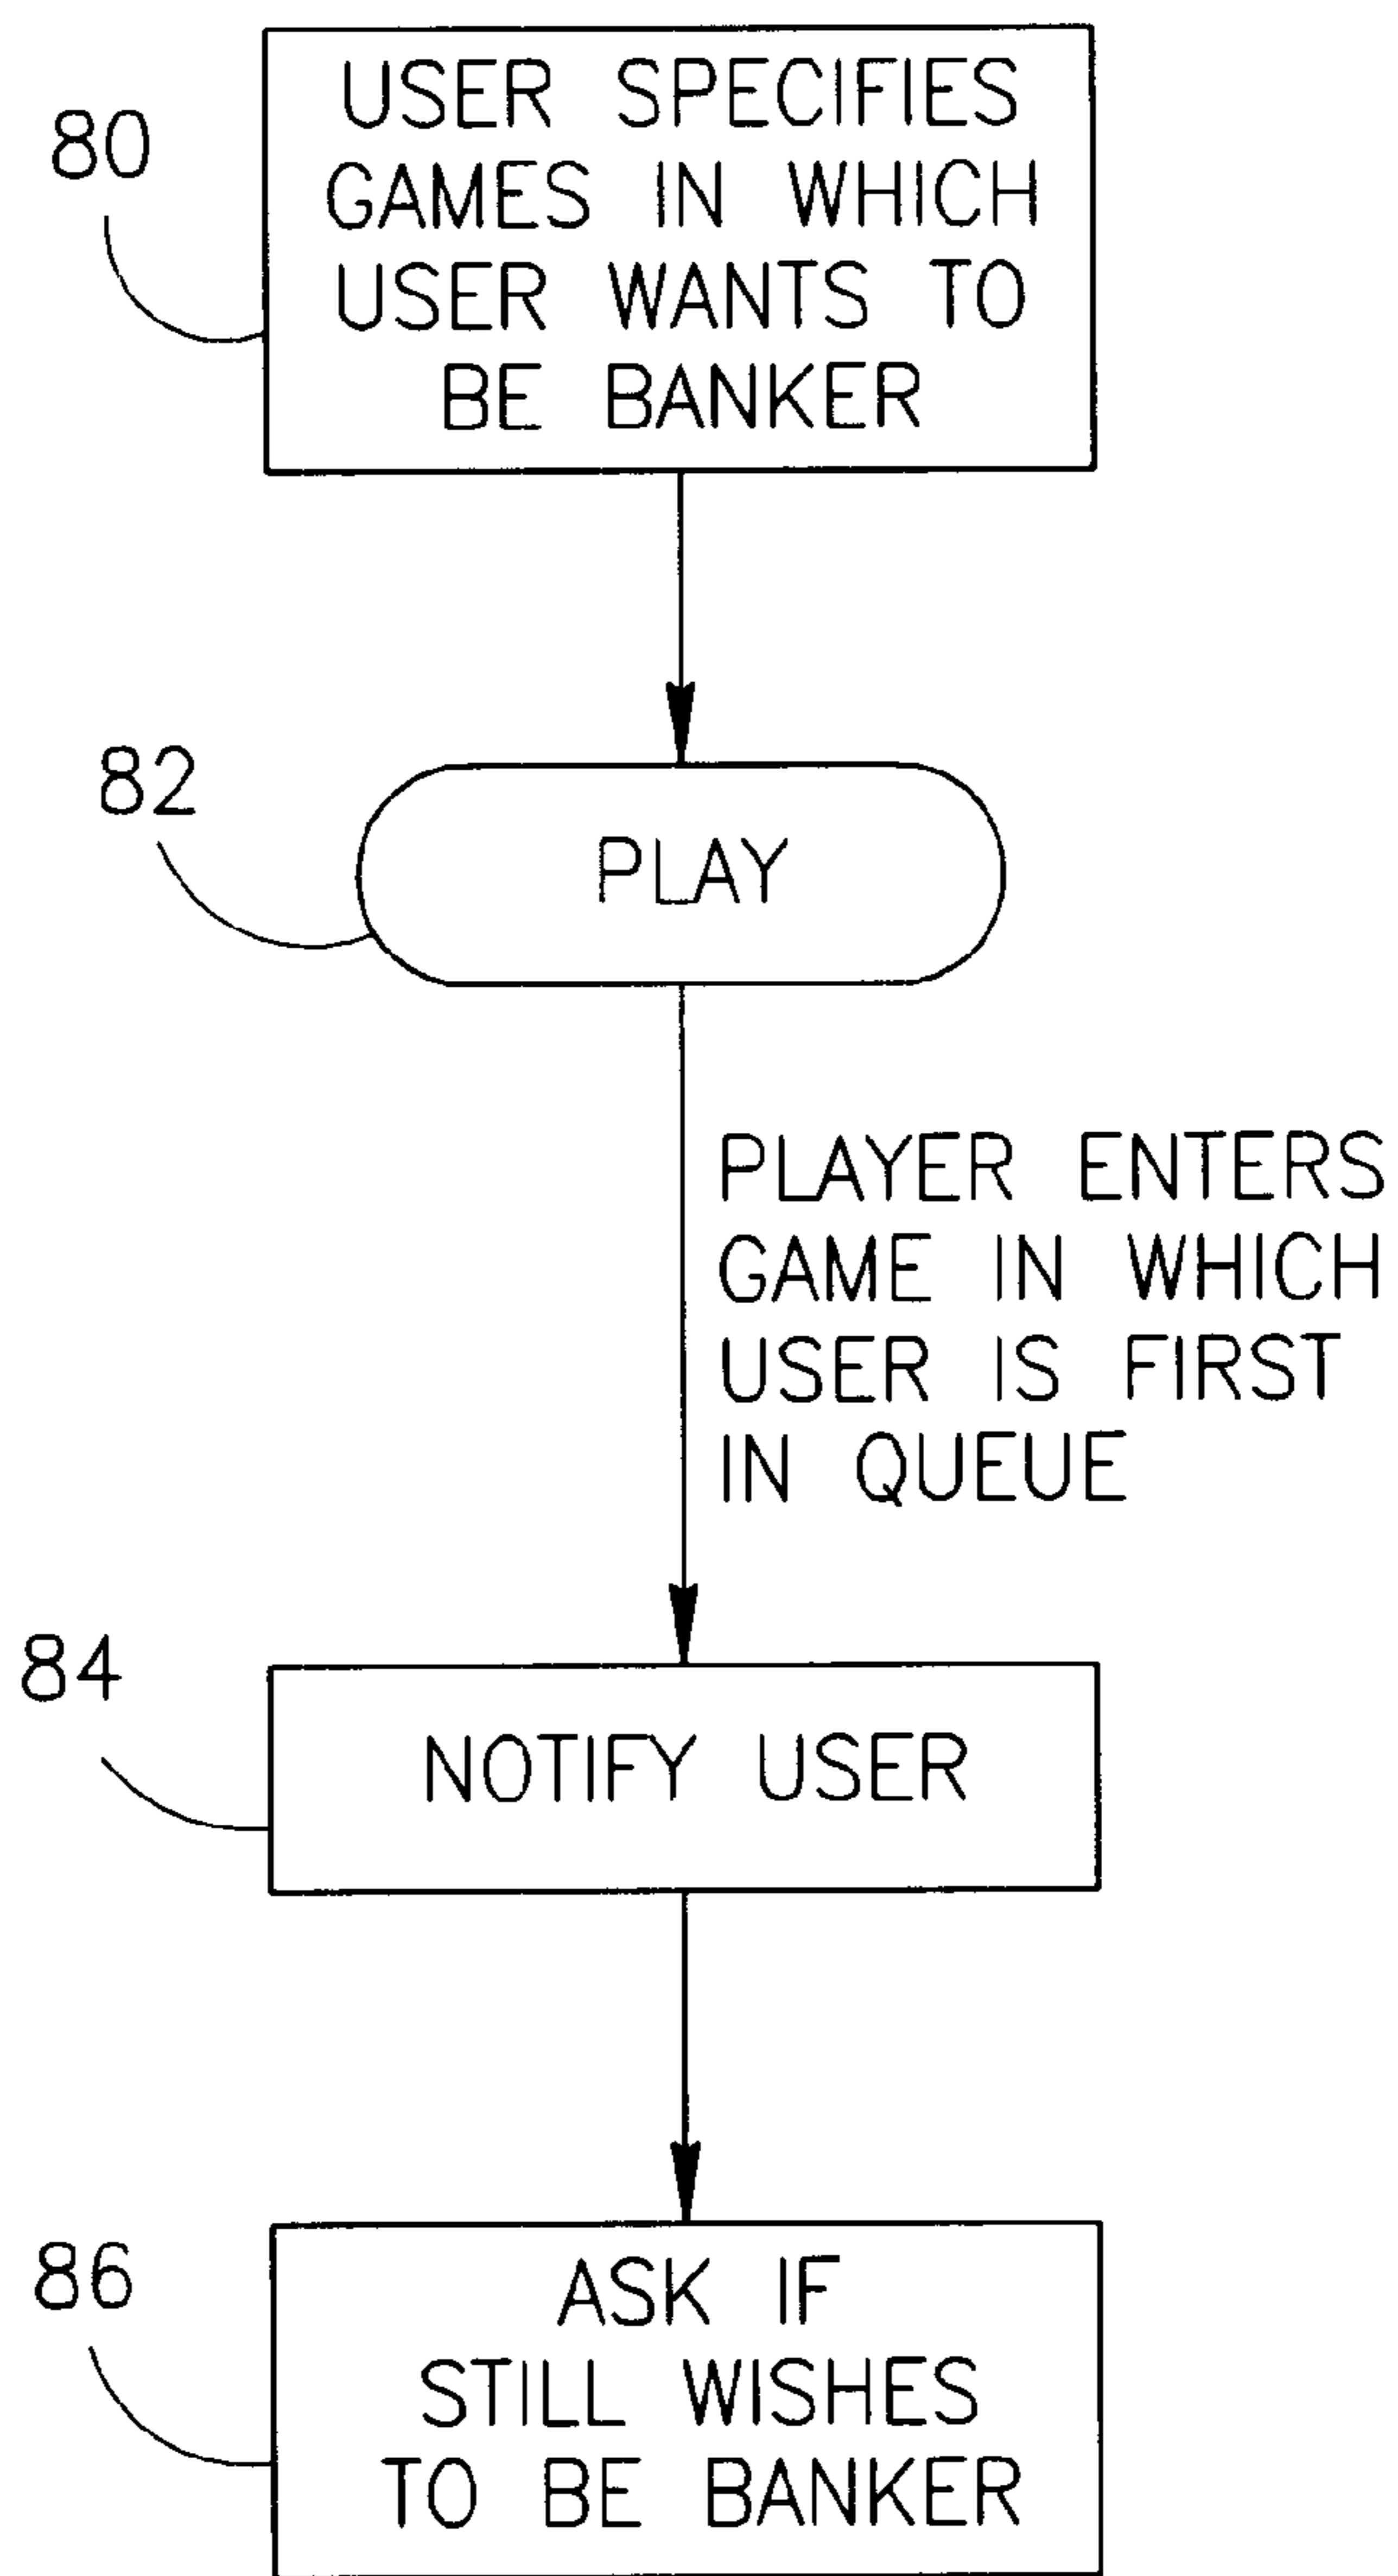 80
USER SPECIFIES
GAMES IN WHICH
USER WANTS TO
BE BANKER
82
PLAY
PLAYER ENTERS
GAME IN WHICH
USER IS FIRST
IN QUEUE
84
NOTIFY USER
86
ASK IF
STILL WISHES
TO BE BANKER